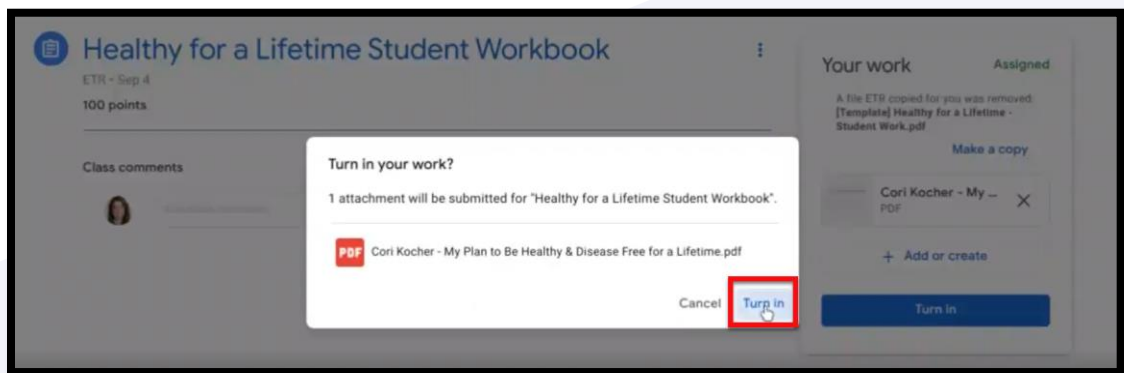 Healthy for a Lifetime Student Workbook
ETR - Sep 4
100 points
Class comments
Turn in your work?
1 attachment will be submitted for "Healthy for a Lifetime Student Workbook".
PDF
Cori Kocher - My Plan to Be Healthy & Disease Free for a Lifetime.pdf
Cancel
Turn in
Your work
Assigned
A file ETR copied for you was removed:
[Template] Healthy for a Lifetime -
Student Work.pdf
Make a copy
Cori Kocher - My ...
PDF
+ Add or create
Turn in